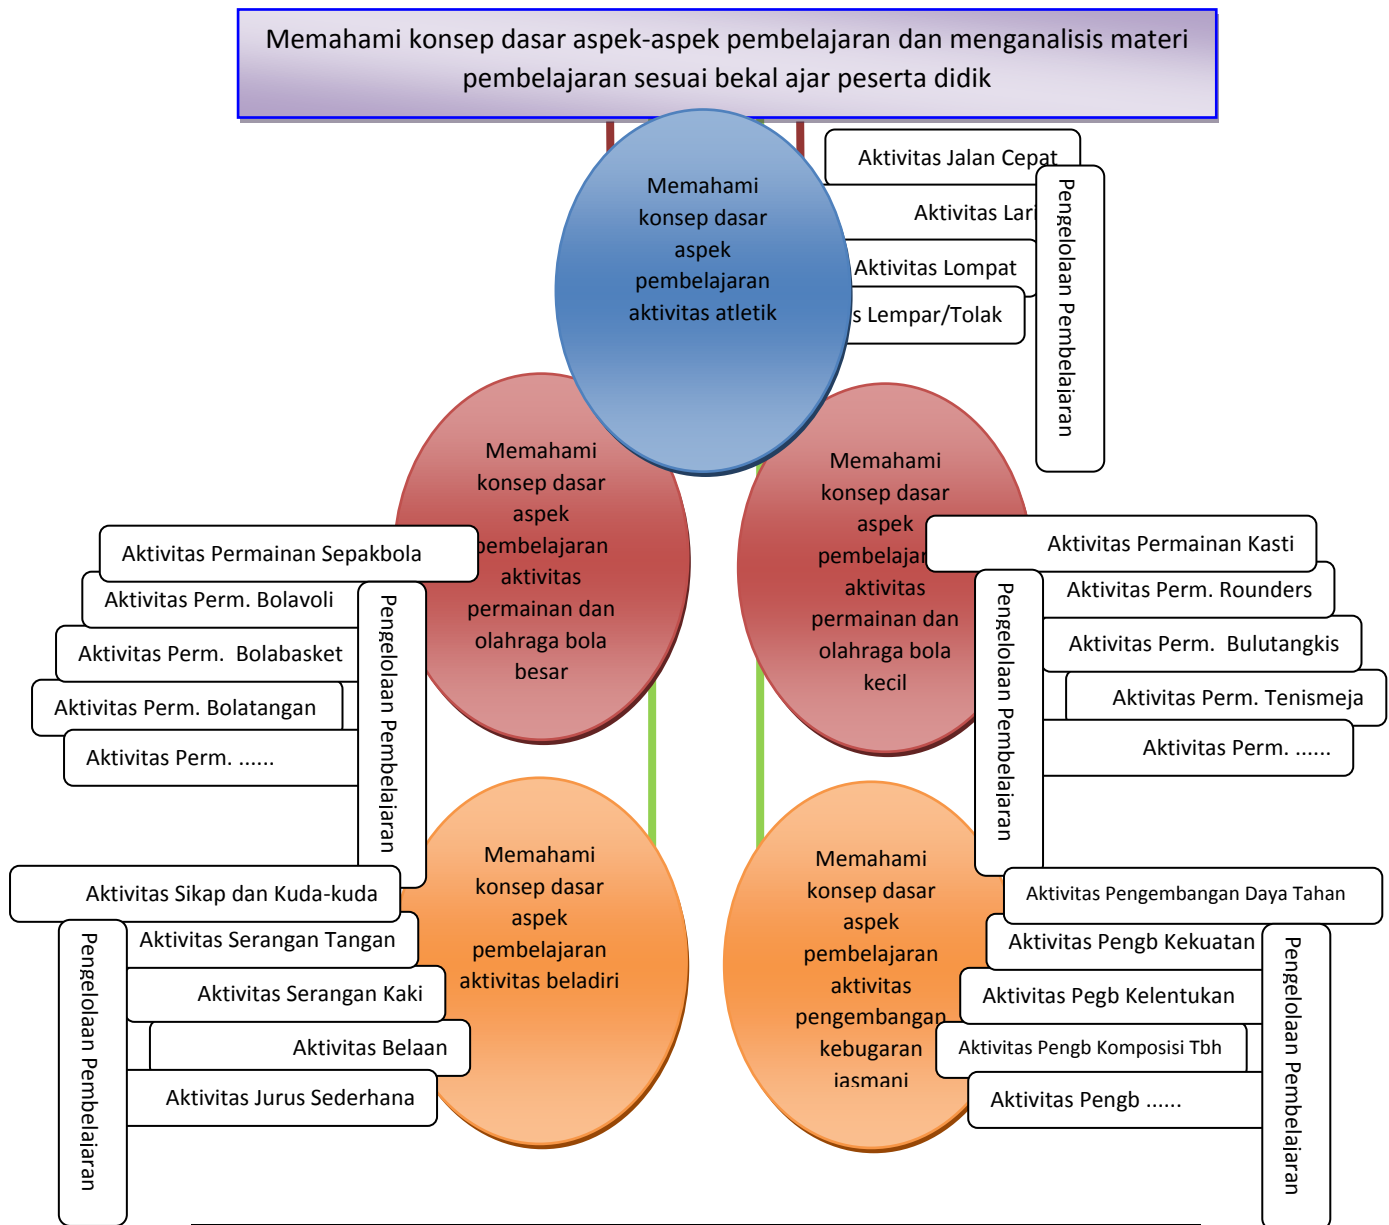 Memahami konsep dasar aspek-aspek pembelajaran dan menganalisis materi
pembelajaran sesuai bekal ajar peserta didik
Memahami
konsep dasar
aspek
pembelajaran
aktivitas atletik
Aktivitas Jalan Cepat
Aktivitas Lari
Aktivitas Lompat
s Lempar/Tolak
Pengelolaan Pembelajaran
Memahami
konsep dasar
aspek
pembelajaran
aktivitas
permainan dan
olahraga bola
besar
Aktivitas Permainan Sepakbola
Aktivitas Perm. Bolavoli
Aktivitas Perm.  Bolabasket
Aktivitas Perm. Bolatangan
Aktivitas Perm. ......
Pengelolaan Pembelajaran
Memahami
konsep dasar
aspek
pembelajaran
aktivitas
permainan dan
olahraga bola
kecil
Aktivitas Permainan Kasti
Aktivitas Perm. Rounders
Aktivitas Perm.  Bulutangkis
Aktivitas Perm. Tenismeja
Aktivitas Perm. ......
Pengelolaan Pembelajaran
Memahami
konsep dasar
aspek
pembelajaran
aktivitas beladiri
Aktivitas Sikap dan Kuda-kuda
Aktivitas Serangan Tangan
Aktivitas Serangan Kaki
Aktivitas Belaan
Aktivitas Jurus Sederhana
Pengelolaan Pembelajaran
Memahami
konsep dasar
aspek
pembelajaran
aktivitas
pengembangan
kebugaran
jasmani
Aktivitas Pengembangan Daya Tahan
Aktivitas Pengb Kekuatan
Aktivitas Pegb Kelentukan
Aktivitas Pengb Komposisi Tbh
Aktivitas Pengb ......
Pengelolaan Pembelajaran